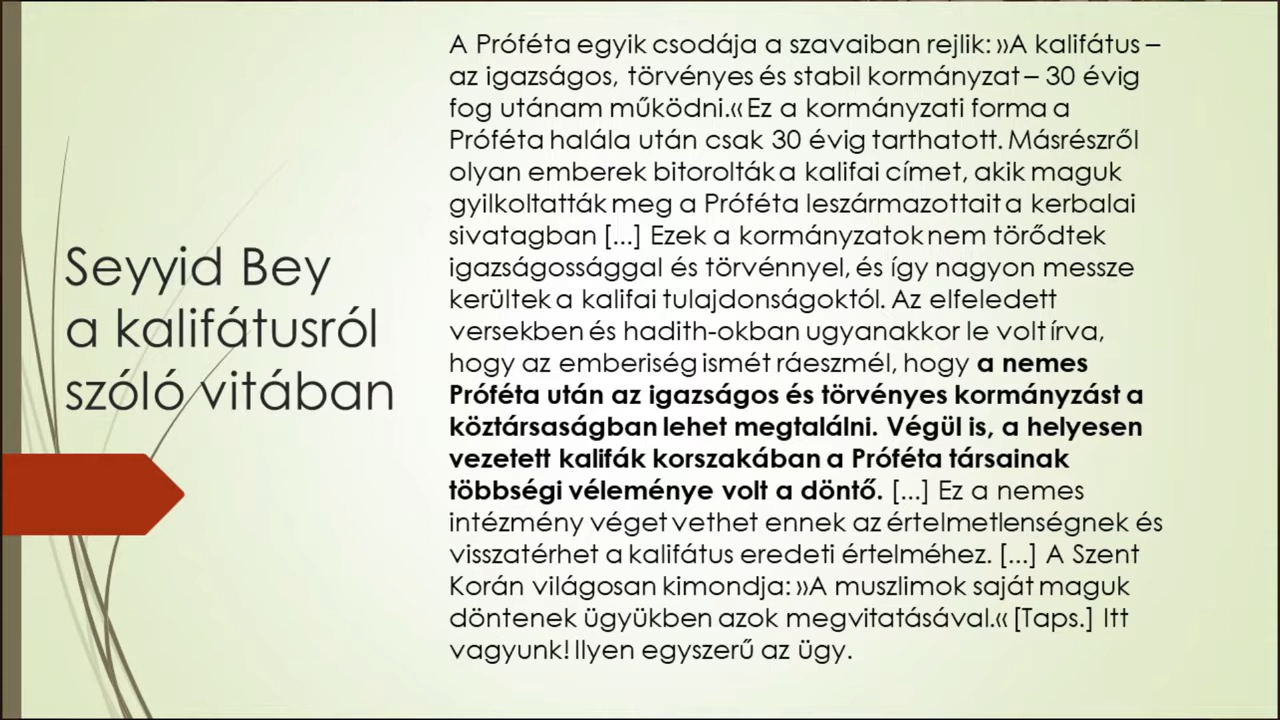 Seyyid Bey
a kalifátusról
szóló vitában
A Próféta egyik csodája a szavaiban rejlik: »A kalifátus –
az igazságos, törvényes és stabil kormányzat – 30 évig
fog utánam működni.« Ez a kormányzati forma a
Próféta halála után csak 30 évig tarthatott. Másrészről
olyan emberek bitorolták a kalifai címet, akik maguk
gyilkoltatták meg a Próféta leszármazottait a kerbalai
sivatagban [...] Ezek a kormányzatok nem törődtek
igazságossággal és törvénnyel, és így nagyon messze
kerültek a kalifai tulajdonságoktól. Az elfeledett
versekben és hadith-okban ugyanakkor le volt írva,
hogy az emberiség ismét ráeszmél, hogy a nemes
Próféta után az igazságos és törvényes kormányzást a
köztársaságban lehet megtalálni. Végül is, a helyesen
vezetett kalifák korszakában a Próféta társainak
többségi véleménye volt a döntő. [...] Ez a nemes
intézmény véget vethet ennek az értelmetlenségnek és
visszatérhet a kalifátus eredeti értelméhez. [...] A Szent
Korán világosan kimondja: »A muszlimok saját maguk
döntenek ügyükben azok megvitatásával.« [Taps.] Itt
vagyunk! Ilyen egyszerű az ügy.